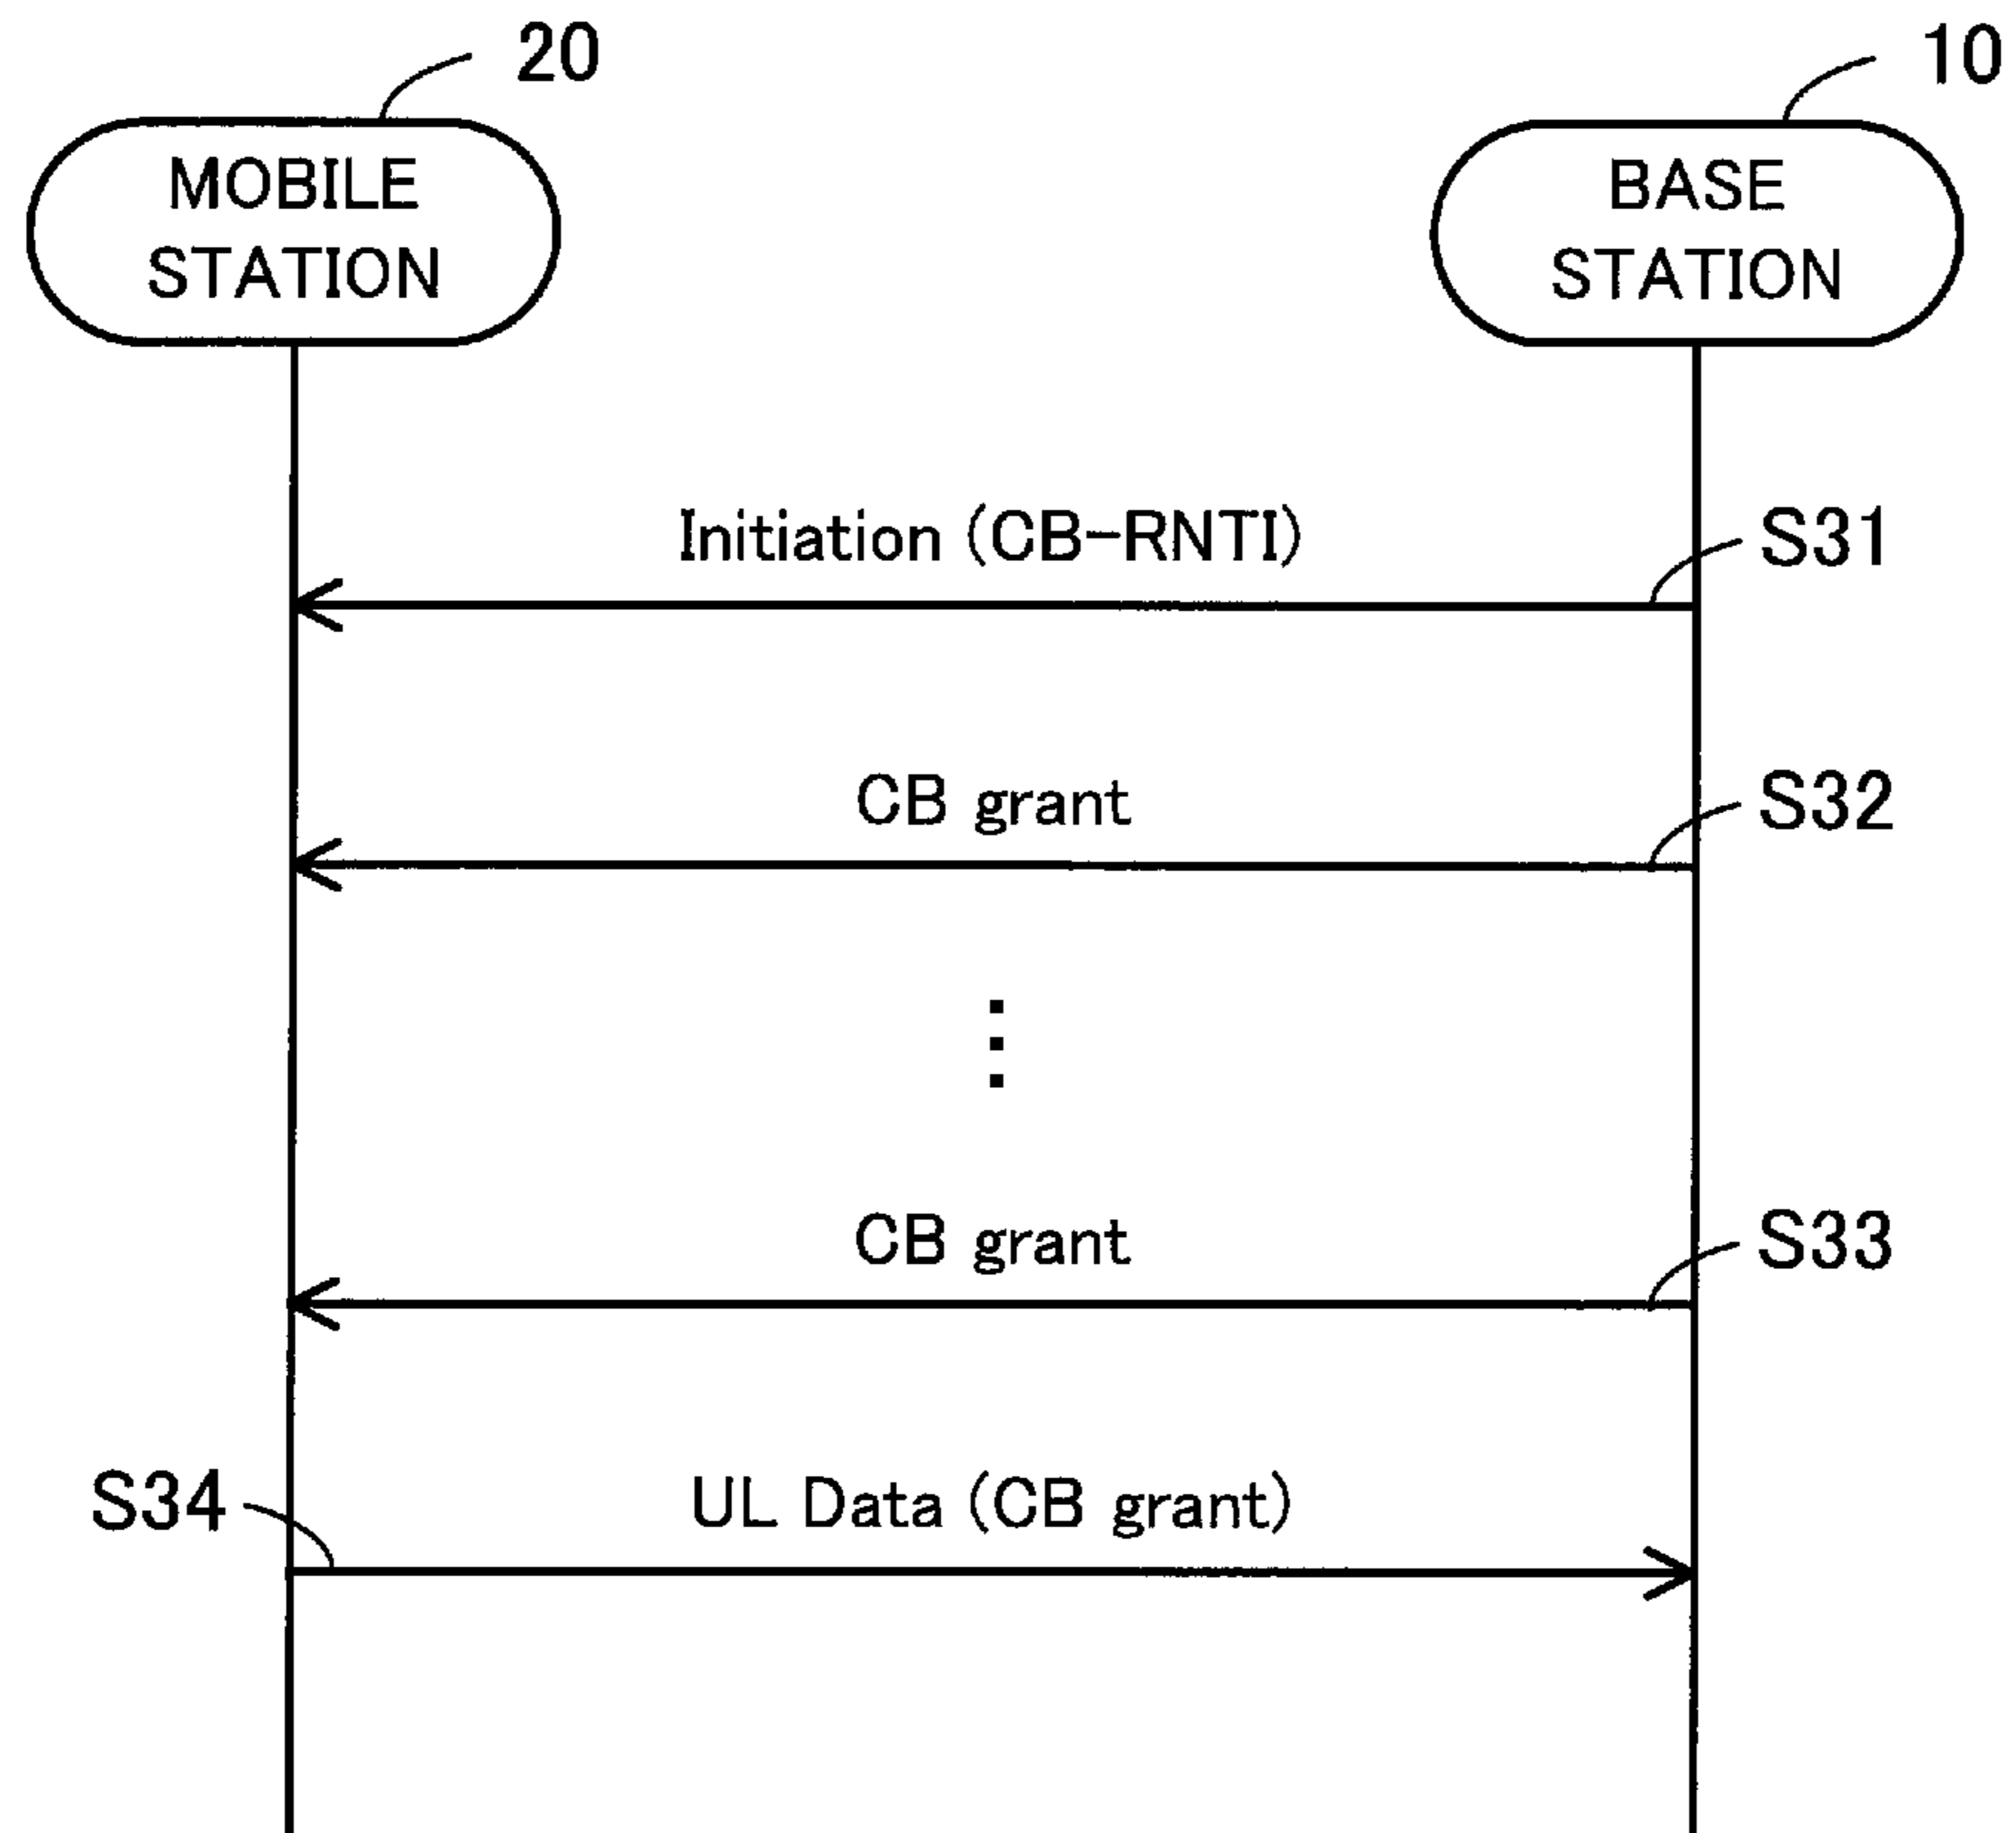 20
10
MOBILE
STATION
BASE
STATION
Initiation (CB-RNTI)
S31
CB grant
S32
CB grant
S33
S34
UL Data (CB grant)